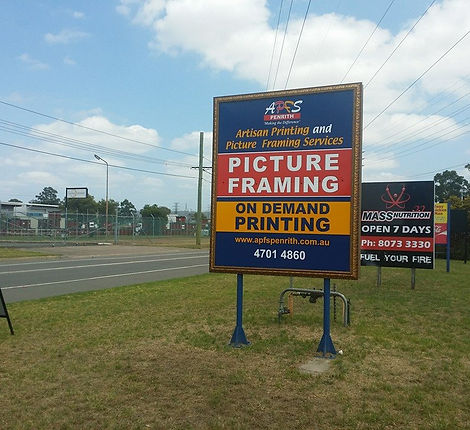 APFS
PENRITH
"Making the Difference"
Artisan Printing and
Picture Framing Services
PICTURE
FRAMING
ON DEMAND
PRINTING
www.apfspenrith.com.au
4701 4860
MASS NUTRITION
OPEN 7 DAYS
Ph: 8073 3330
FUEL YOUR FIRE